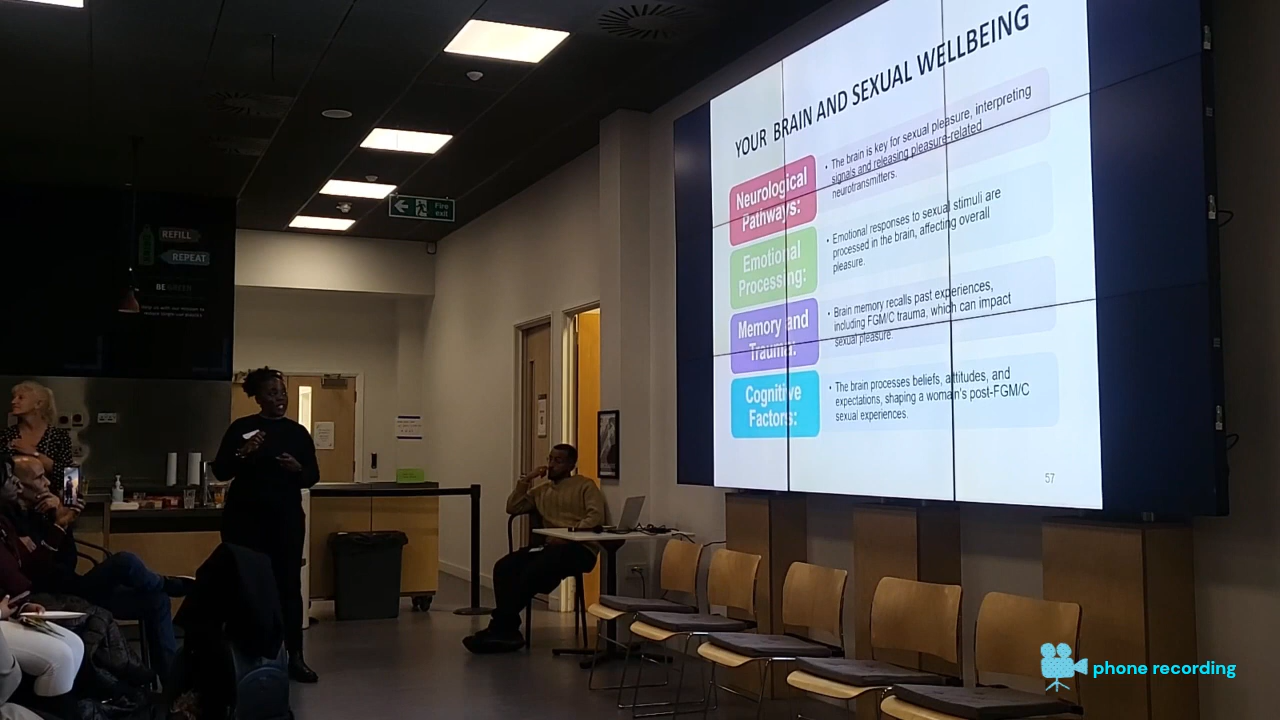 YOUR BRAIN AND SEXUAL WELLBEING
Neurological
Pathways:
• The brain is key for sexual pleasure, interpreting
signals and releasing pleasure-related
neurotransmitters.
Emotional
Processing:
• Emotional responses to sexual stimuli are
processed in the brain, affecting overall
pleasure.
Memory and
Trauma:
• Brain memory recalls past experiences,
including FGM/C trauma, which can impact
sexual pleasure.
Cognitive
Factors:
• The brain processes beliefs, attitudes, and
expectations, shaping a woman's post-FGM/C
sexual experiences.
57
Fire
exit
REFILL
REPEAT
BE
phone recording